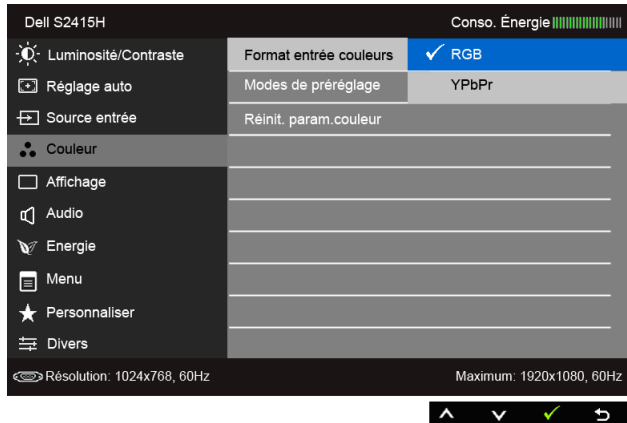 Dell S2415H
Conso. Énergie
Luminosité/Contraste
Format entrée couleurs
RGB
Réglage auto
Modes de préréglage
YPbPr
Source entrée
Réinit. param.couleur
Couleur
Affichage
Audio
Energie
Menu
Personnaliser
Divers
Résolution: 1024x768, 60Hz
Maximum: 1920x1080, 60Hz